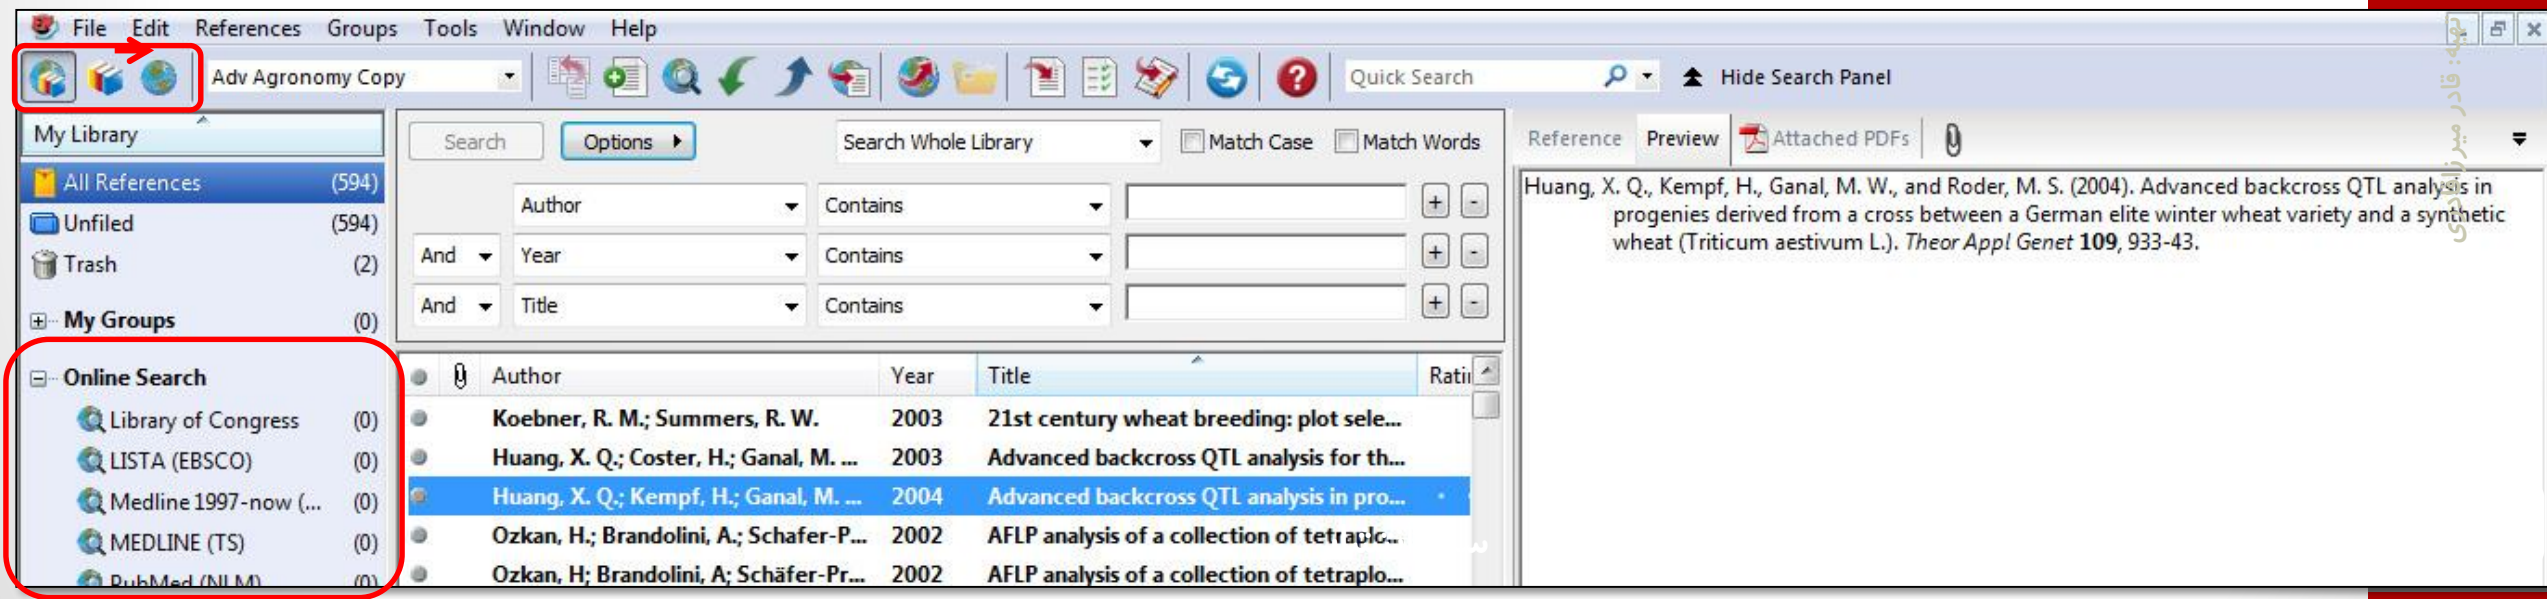 File Edit References Groups Tools Window Help
Adv Agronomy Copy
Quick Search
Hide Search Panel
My Library
All References (594)
Unfiled (594)
Trash (2)
My Groups (0)
Online Search
Library of Congress (0)
LISTA (EBSCO) (0)
Medline 1997-now (... (0)
MEDLINE (TS) (0)
PubMed (NLM) (0)
Search Options Search Whole Library Match Case Match Words
Author Contains + -
And Year Contains + -
And Title Contains + -
Author Year Title Ratin
Koebner, R. M.; Summers, R. W. 2003 21st century wheat breeding: plot sele...
Huang, X. Q.; Coster, H.; Ganal, M. ... 2003 Advanced backcross QTL analysis for th...
Huang, X. Q.; Kempf, H.; Ganal, M. ... 2004 Advanced backcross QTL analysis in pro...
Ozkan, H.; Brandolini, A.; Schafer-P... 2002 AFLP analysis of a collection of tetraplo...
Ozkan, H; Brandolini, A; Schäfer-Pr... 2002 AFLP analysis of a collection of tetraplo...
Reference Preview Attached PDFs
Huang, X. Q., Kempf, H., Ganal, M. W., and Roder, M. S. (2004). Advanced backcross QTL analysis in
progenies derived from a cross between a German elite winter wheat variety and a synthetic
wheat (Triticum aestivum L.). Theor Appl Genet 109, 933-43.
تهیه: قادر میرزاقادری